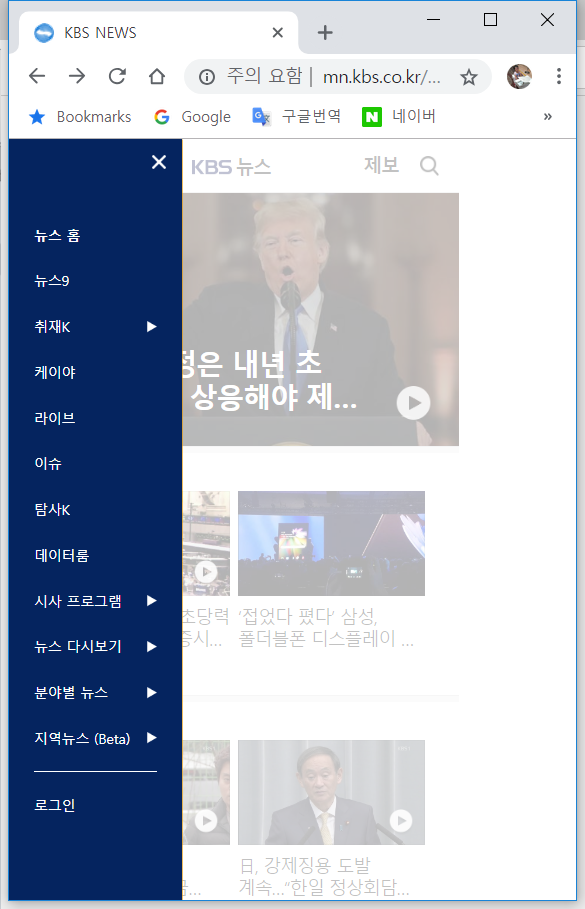 KBS NEWS
주의 요함 | mn.kbs.co.kr/...
Bookmarks
Google
구글번역
네이버
»
KBS 뉴스
제보
뉴스 홈
뉴스9
취재K
케이야
라이브
이슈
탐사K
데이터룸
시사 프로그램
뉴스 다시보기
분야별 뉴스
지역뉴스 (Beta)
로그인
정은 내년 초
상응해야 제...
초당력
증시...
‘접었다 폈다’ 삼성,
폴더블폰 디스플레이 ...
금...
日, 강제징용 도발
계속...“한일 정상회담...